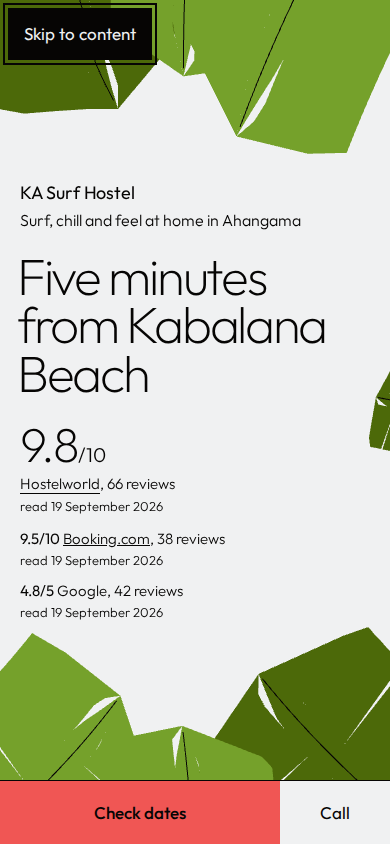 Skip to content
KA Surf Hostel
Surf, chill and feel at home in Ahangama
Five minutes
from Kabalana
Beach
9.8/10
Hostelworld, 66 reviews
read 19 September 2026
9.5/10 Booking.com, 38 reviews
read 19 September 2026
4.8/5 Google, 42 reviews
read 19 September 2026
Check dates
Call